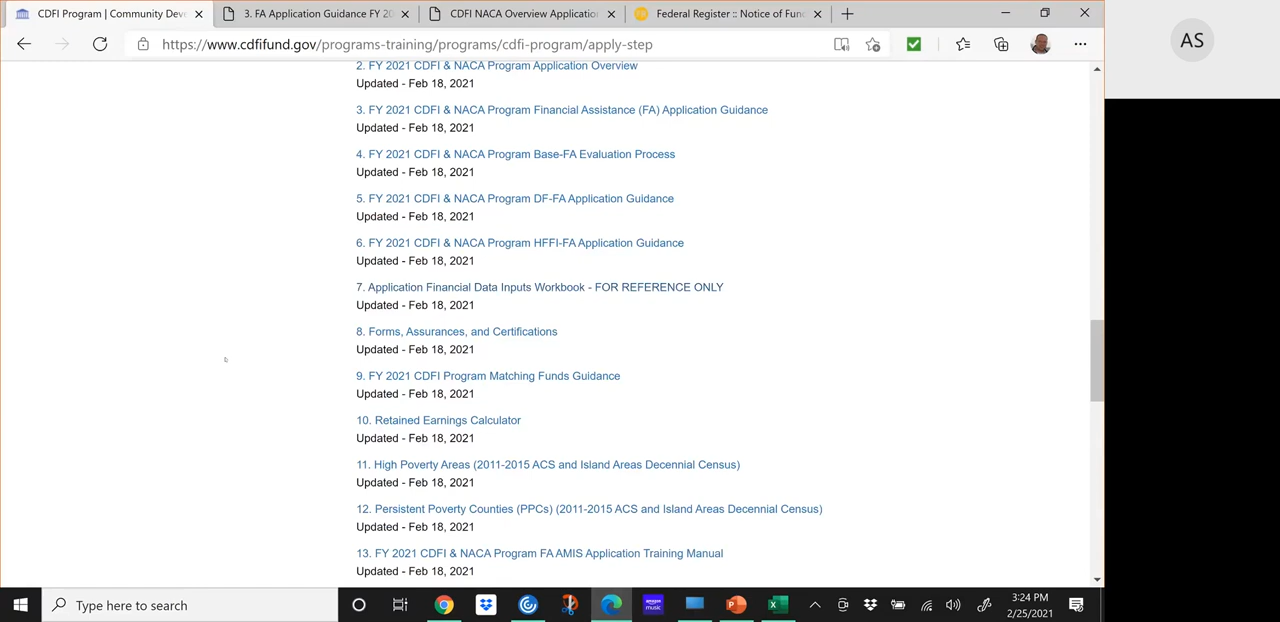 CDFI Program | Community Deve
3. FA Application Guidance FY 20
CDFI NACA Overview Application
Federal Register :: Notice of Fund
https://www.cdfifund.gov/programs-training/programs/cdfi-program/apply-step
AS
2. FY 2021 CDFI & NACA Program Application Overview
Updated - Feb 18, 2021
3. FY 2021 CDFI & NACA Program Financial Assistance (FA) Application Guidance
Updated - Feb 18, 2021
4. FY 2021 CDFI & NACA Program Base-FA Evaluation Process
Updated - Feb 18, 2021
5. FY 2021 CDFI & NACA Program DF-FA Application Guidance
Updated - Feb 18, 2021
6. FY 2021 CDFI & NACA Program HFFI-FA Application Guidance
Updated - Feb 18, 2021
7. Application Financial Data Inputs Workbook - FOR REFERENCE ONLY
Updated - Feb 18, 2021
8. Forms, Assurances, and Certifications
Updated - Feb 18, 2021
9. FY 2021 CDFI Program Matching Funds Guidance
Updated - Feb 18, 2021
10. Retained Earnings Calculator
Updated - Feb 18, 2021
11. High Poverty Areas (2011-2015 ACS and Island Areas Decennial Census)
Updated - Feb 18, 2021
12. Persistent Poverty Counties (PPCs) (2011-2015 ACS and Island Areas Decennial Census)
Updated - Feb 18, 2021
13. FY 2021 CDFI & NACA Program FA AMIS Application Training Manual
Updated - Feb 18, 2021
Type here to search
amazon music
3:24 PM
2/25/2021